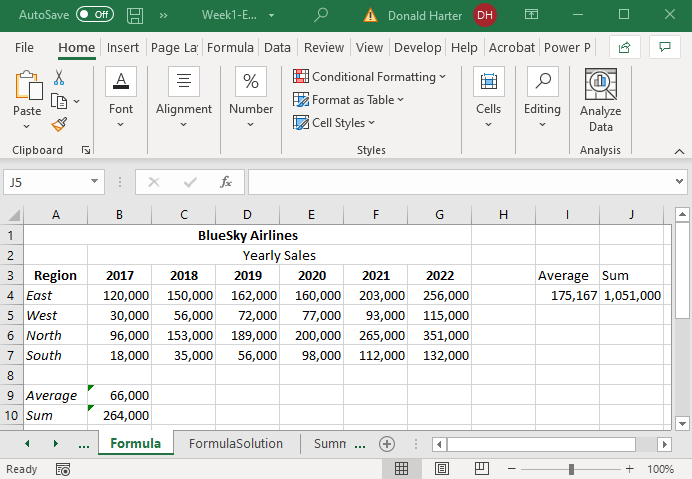 AutoSave Off » Week1-E... Donald Harter DH
File Home Insert Page La Formula Data Review View Develop Help Acrobat Power P
Paste Font Alignment Number Conditional Formatting Format as Table Cell Styles Cells Editing Analyze Data
Clipboard Styles Analysis
J5 fx
A B C D E F G H I J
1 BlueSky Airlines
2 Yearly Sales
3 Region 2017 2018 2019 2020 2021 2022 Average Sum
4 East 120,000 150,000 162,000 160,000 203,000 256,000 175,167 1,051,000
5 West 30,000 56,000 72,000 77,000 93,000 115,000
6 North 96,000 153,000 189,000 200,000 265,000 351,000
7 South 18,000 35,000 56,000 98,000 112,000 132,000
8
9 Average 66,000
10 Sum 264,000
... Formula FormulaSolution Summ ...
Ready 100%